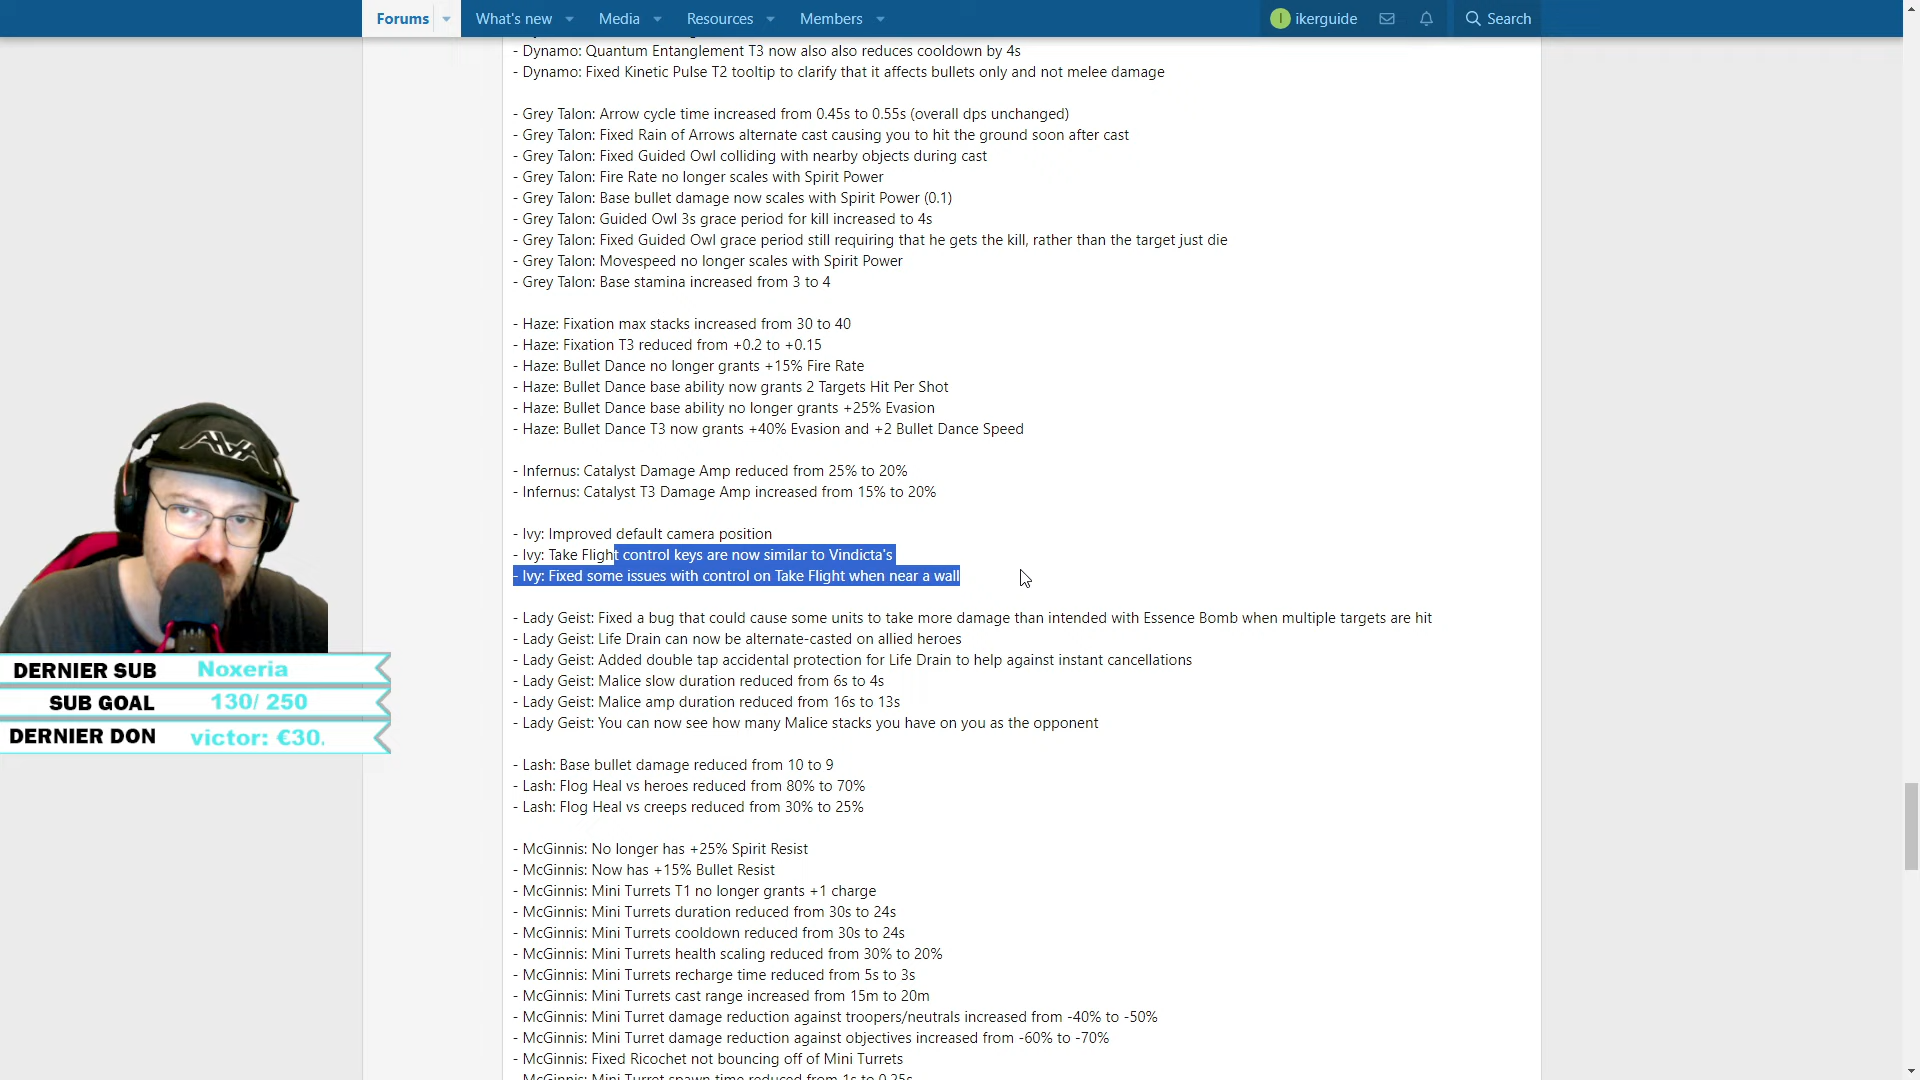 Forums
What's new
Media
Resources
Members
ikerguide
Search
- Dynamo: Quantum Entanglement T3 now also also reduces cooldown by 4s
- Dynamo: Fixed Kinetic Pulse T2 tooltip to clarify that it affects bullets only and not melee damage
- Grey Talon: Arrow cycle time increased from 0.45s to 0.55s (overall dps unchanged)
- Grey Talon: Fixed Rain of Arrows alternate cast causing you to hit the ground soon after cast
- Grey Talon: Fixed Guided Owl colliding with nearby objects during cast
- Grey Talon: Fire Rate no longer scales with Spirit Power
- Grey Talon: Base bullet damage now scales with Spirit Power (0.1)
- Grey Talon: Guided Owl 3s grace period for kill increased to 4s
- Grey Talon: Fixed Guided Owl grace period still requiring that he gets the kill, rather than the target just die
- Grey Talon: Movespeed no longer scales with Spirit Power
- Grey Talon: Base stamina increased from 3 to 4
- Haze: Fixation max stacks increased from 30 to 40
- Haze: Fixation T3 reduced from +0.2 to +0.15
- Haze: Bullet Dance no longer grants +15% Fire Rate
- Haze: Bullet Dance base ability now grants 2 Targets Hit Per Shot
- Haze: Bullet Dance base ability no longer grants +25% Evasion
- Haze: Bullet Dance T3 now grants +40% Evasion and +2 Bullet Dance Speed
- Infernus: Catalyst Damage Amp reduced from 25% to 20%
- Infernus: Catalyst T3 Damage Amp increased from 15% to 20%
- Ivy: Improved default camera position
- Ivy: Take Flight control keys are now similar to Vindicta's
- Ivy: Fixed some issues with control on Take Flight when near a wall
- Lady Geist: Fixed a bug that could cause some units to take more damage than intended with Essence Bomb when multiple targets are hit
- Lady Geist: Life Drain can now be alternate-casted on allied heroes
- Lady Geist: Added double tap accidental protection for Life Drain to help against instant cancellations
- Lady Geist: Malice slow duration reduced from 6s to 4s
- Lady Geist: Malice amp duration reduced from 16s to 13s
- Lady Geist: You can now see how many Malice stacks you have on you as the opponent
- Lash: Base bullet damage reduced from 10 to 9
- Lash: Flog Heal vs heroes reduced from 80% to 70%
- Lash: Flog Heal vs creeps reduced from 30% to 25%
- McGinnis: No longer has +25% Spirit Resist
- McGinnis: Now has +15% Bullet Resist
- McGinnis: Mini Turrets T1 no longer grants +1 charge
- McGinnis: Mini Turrets duration reduced from 30s to 24s
- McGinnis: Mini Turrets cooldown reduced from 30s to 24s
- McGinnis: Mini Turrets health scaling reduced from 30% to 20%
- McGinnis: Mini Turrets recharge time reduced from 5s to 3s
- McGinnis: Mini Turrets cast range increased from 15m to 20m
- McGinnis: Mini Turret damage reduction against troopers/neutrals increased from -40% to -50%
- McGinnis: Mini Turret damage reduction against objectives increased from -60% to -70%
- McGinnis: Fixed Ricochet not bouncing off of Mini Turrets
- McGinnis: Mini Turret spawn time reduced from 1s to 0.25s
DERNIER SUB Noxeria
SUB GOAL 130/ 250
DERNIER DON victor: €30.